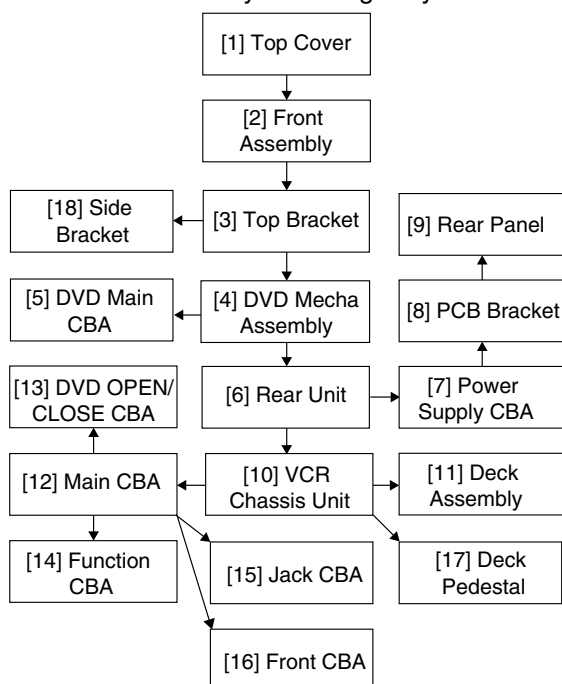 [1] Top Cover
[2] Front
Assembly
[18] Side
Bracket
[3] Top Bracket
[9] Rear Panel
[5] DVD Main
CBA
[4] DVD Mecha
Assembly
[8] PCB Bracket
[13] DVD OPEN/
CLOSE CBA
[6] Rear Unit
[7] Power
Supply CBA
[12] Main CBA
[10] VCR
Chassis Unit
[11] Deck
Assembly
[14] Function
CBA
[15] Jack CBA
[17] Deck
Pedestal
[16] Front CBA